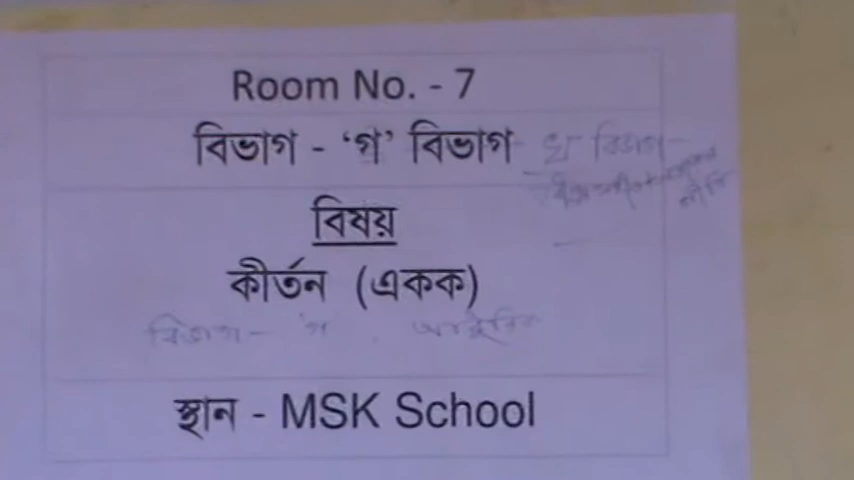 Room No. - 7
বিভাগ - ‘গ’ বিভাগ খ বিভাগ-
বিষয়
কীর্তন (একক)
বিভাগ- 'গ'
স্থান - MSK School